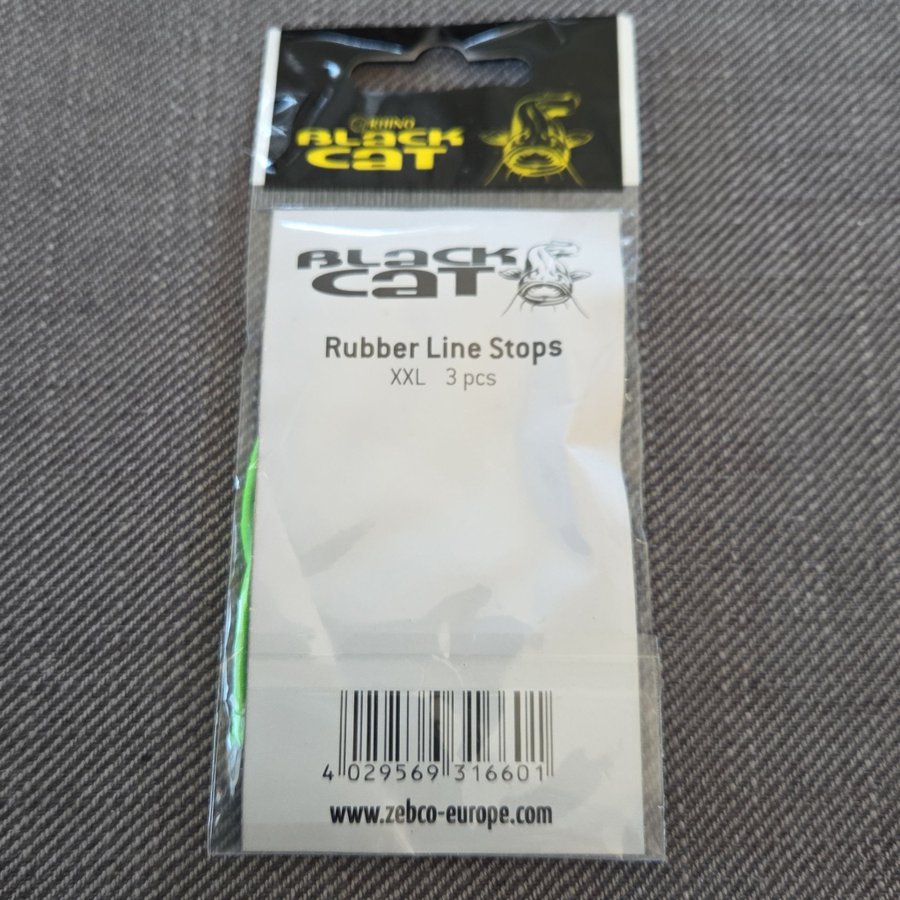 RHINO
BLACK
CAT
BLACK
CAT
Rubber Line Stops
XXL 3 pcs
4 029569 316601
www.zebco-europe.com